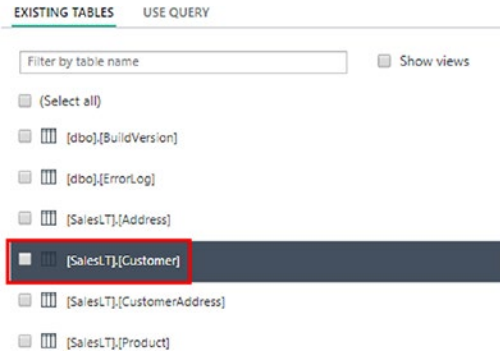 EXISTING TABLES USE QUERY
Filter by table name Show views
(Select all)
[dbo].[BuildVersion]
[dbo].[ErrorLog]
[SalesLT].[Address]
[SalesLT].[Customer]
[SalesLT].[CustomerAddress]
[SalesLT].[Product]